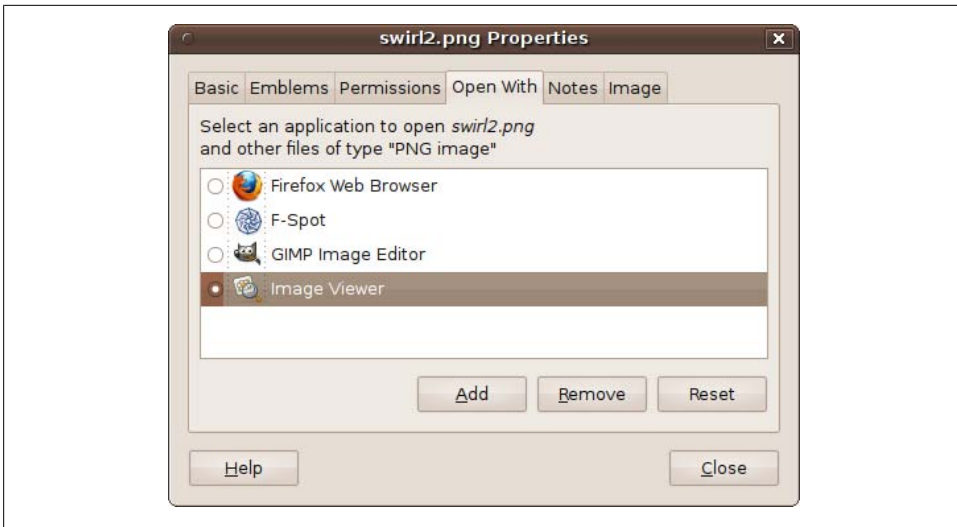 swirl2.png Properties
Basic Emblems Permissions Open With Notes Image
Select an application to open swirl2.png
and other files of type "PNG image"
Firefox Web Browser
F-Spot
GIMP Image Editor
Image Viewer
Add Remove Reset
Help Close